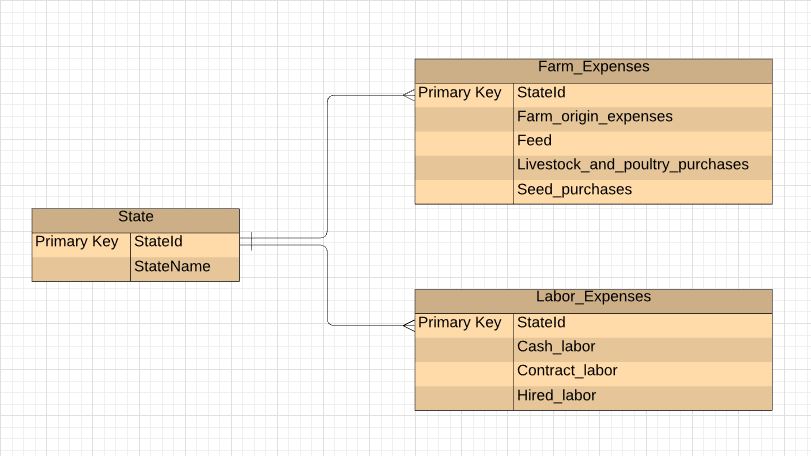 Farm_Expenses
Primary Key StateId
Farm_origin_expenses
Feed
Livestock_and_poultry_purchases
Seed_purchases
State
Primary Key StateId
StateName
Labor_Expenses
Primary Key StateId
Cash_labor
Contract_labor
Hired_labor